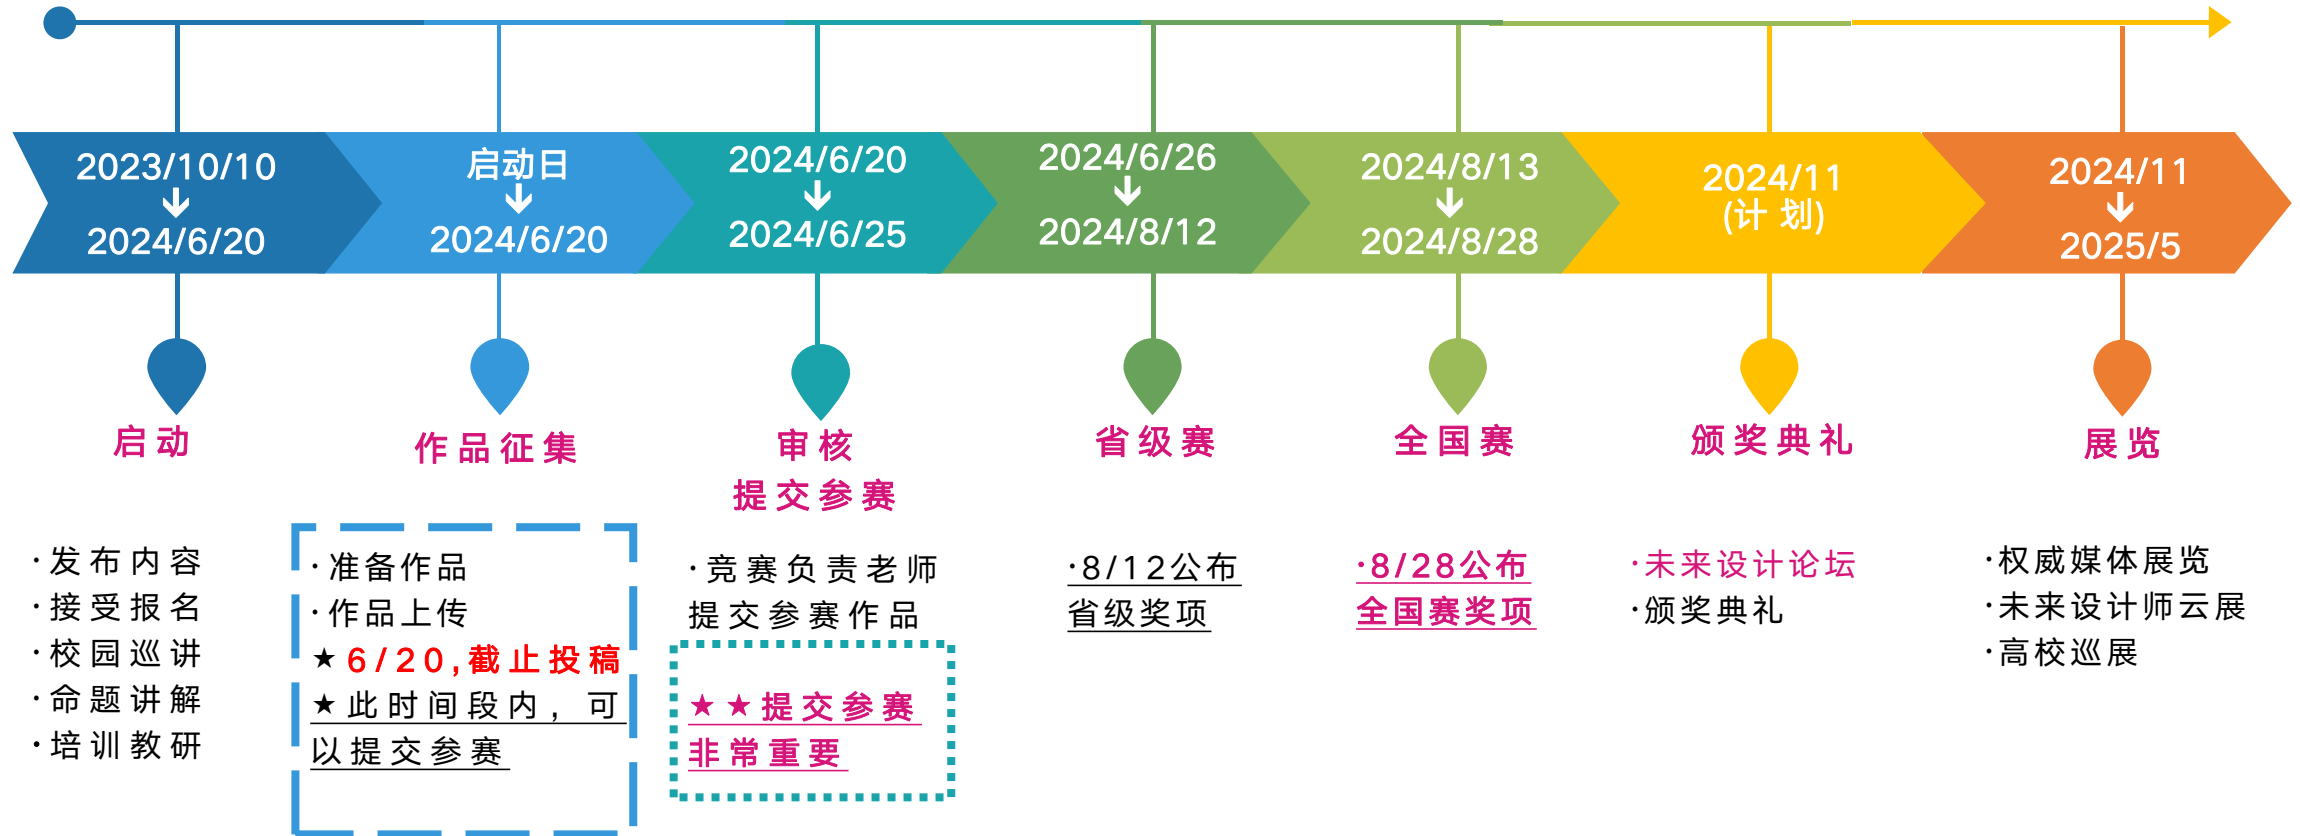 2023/10/10
2024/6/20
启动日
2024/6/20
2024/6/20
2024/6/25
2024/6/26
2024/8/12
2024/8/13
2024/8/28
2024/11
(计 划)
2024/11
2025/5
启动
·发布内容
·接受报名
·校园巡讲
·命题讲解
·培训教研
作品征集
·准备作品
·作品上传
★6/20,截止投稿
★此时间段内，可
以提交参赛
审核
提交参赛
·竞赛负责老师
提交参赛作品
★★提交参赛
非常重要
省级赛
·8/12公布
省级奖项
全国赛
·8/28公布
全国赛奖项
颁奖典礼
·未来设计论坛
·颁奖典礼
展览
·权威媒体展览
·未来设计师云展
·高校巡展